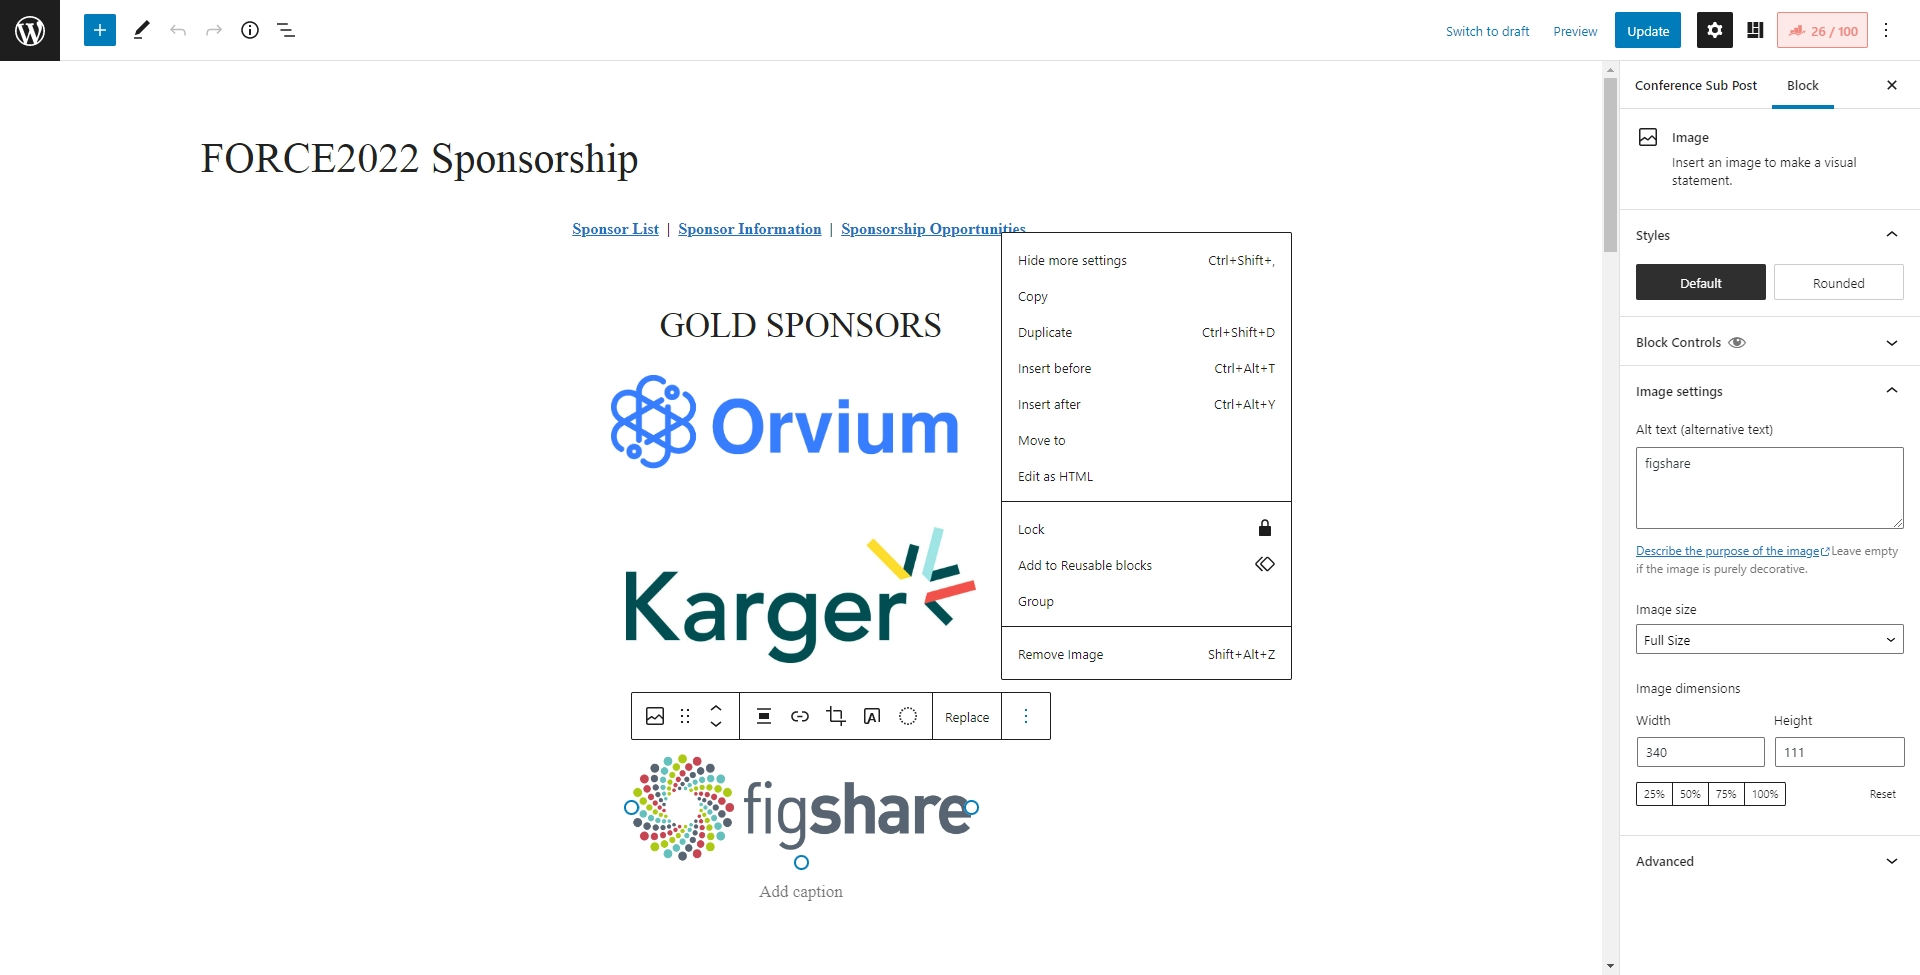 Switch to draft Preview Update 26 / 100
Conference Sub Post Block
Image
Insert an image to make a visual
statement.
Styles
Default Rounded
Block Controls
Image settings
Alt text (alternative text)
figshare
Describe the purpose of the image Leave empty
if the image is purely decorative.
Image size
Full Size
Image dimensions
Width Height
340 111
25% 50% 75% 100% Reset
Advanced
FORCE2022 Sponsorship
Sponsor List | Sponsor Information | Sponsorship Opportunities
GOLD SPONSORS
Orvium
Karger
Hide more settings Ctrl+Shift+,
Copy
Duplicate Ctrl+Shift+D
Insert before Ctrl+Alt+T
Insert after Ctrl+Alt+Y
Move to
Edit as HTML
Lock
Add to Reusable blocks
Group
Remove Image Shift+Alt+Z
Replace
figshare
Add caption